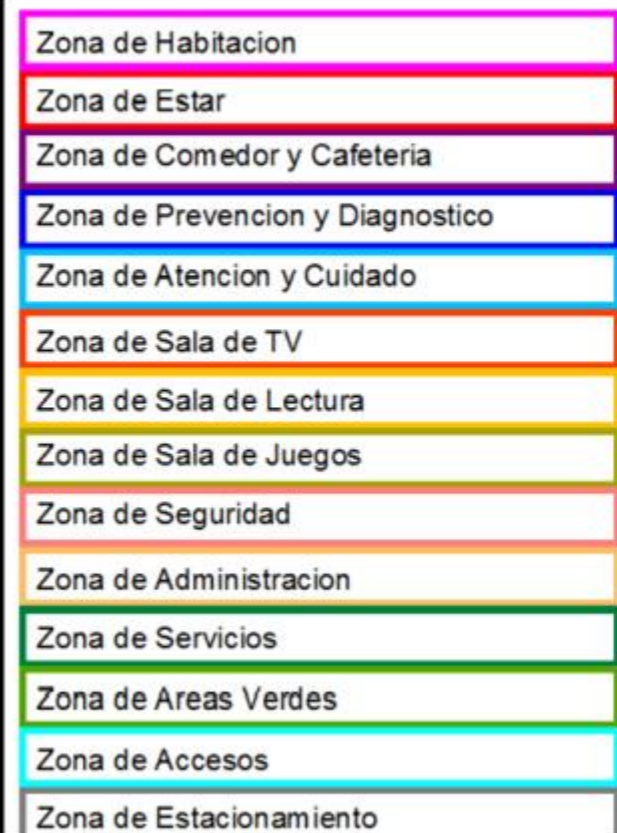 Zona de Habitacion
Zona de Estar
Zona de Comedor y Cafeteria
Zona de Prevencion y Diagnostico
Zona de Atencion y Cuidado
Zona de Sala de TV
Zona de Sala de Lectura
Zona de Sala de Juegos
Zona de Seguridad
Zona de Administracion
Zona de Servicios
Zona de Areas Verdes
Zona de Accesos
Zona de Estacionamiento